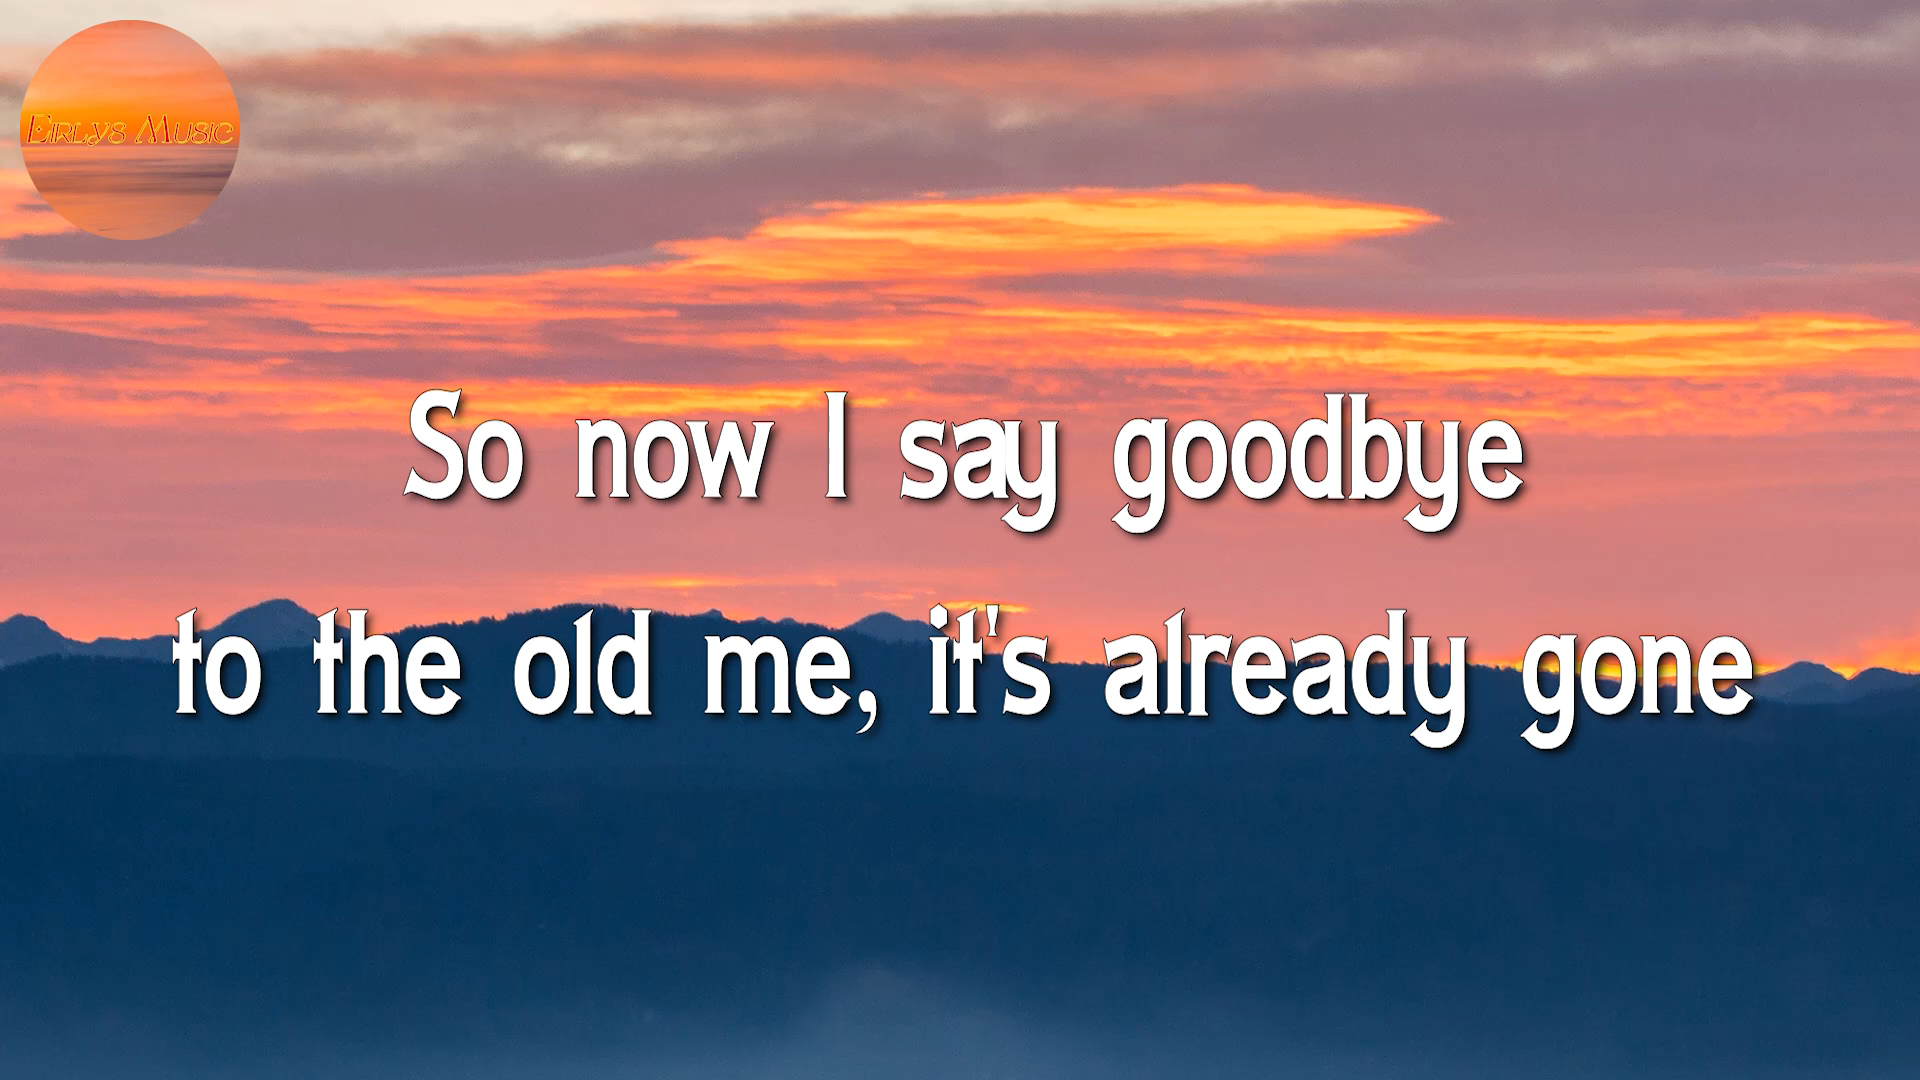 Eirlys Music
So now I say goodbye
to the old me, it's already gone